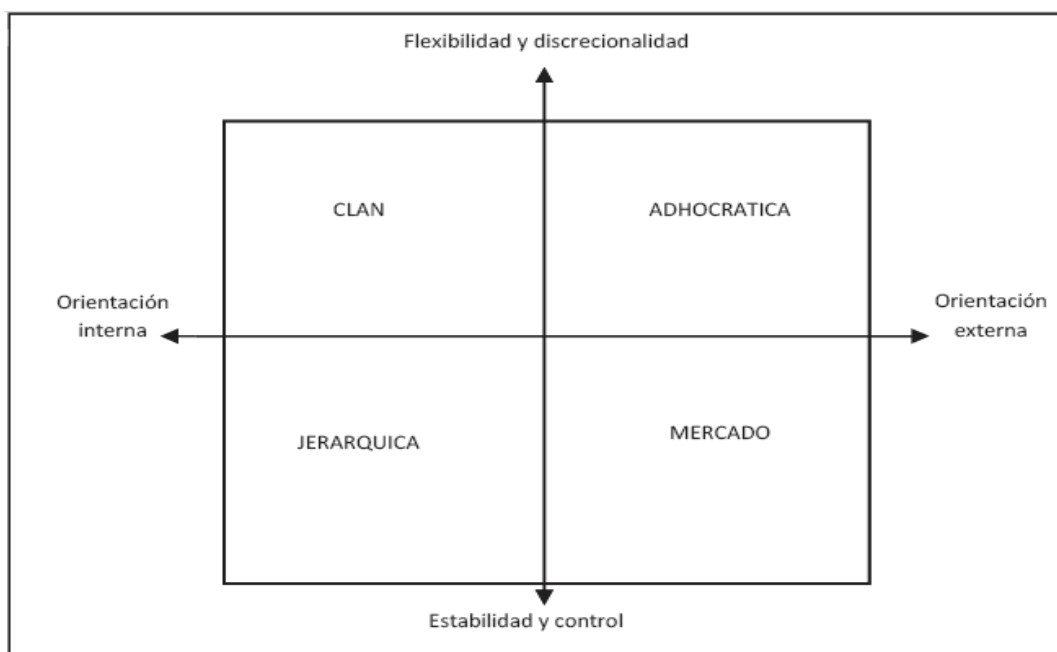 Flexibilidad y discrecionalidad
CLAN
ADHOCRATICA
Orientación
interna
Orientación
externa
JERARQUICA
MERCADO
Estabilidad y control